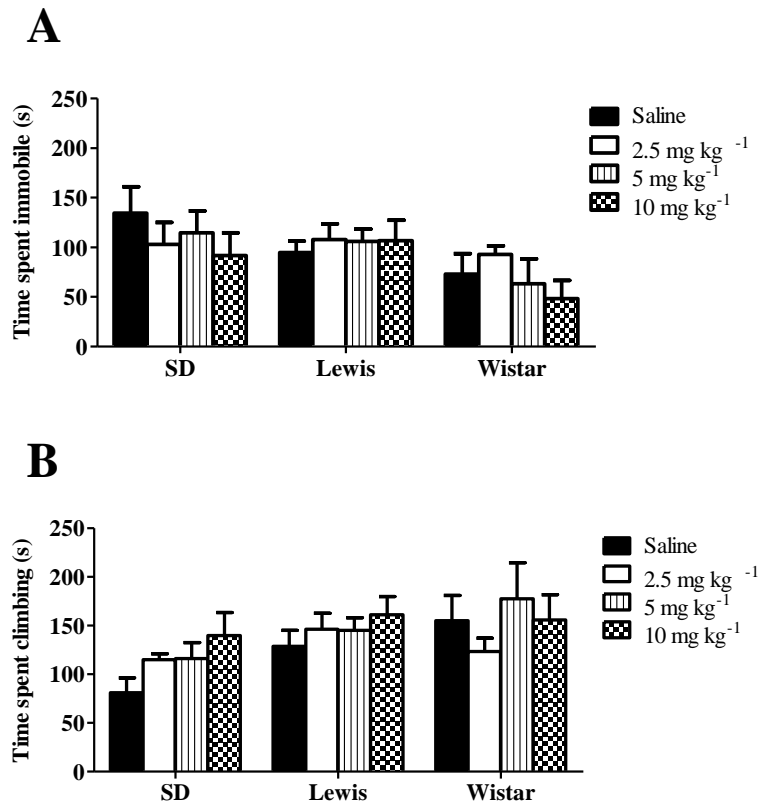 A
Time spent immobile (s)
250
200
150
100
50
0
SD Lewis Wistar
Saline
2.5 mg kg -1
5 mg kg-1
10 mg kg-1
B
Time spent climbing (s)
250
200
150
100
50
0
SD Lewis Wistar
Saline
2.5 mg kg -1
5 mg kg-1
10 mg kg-1